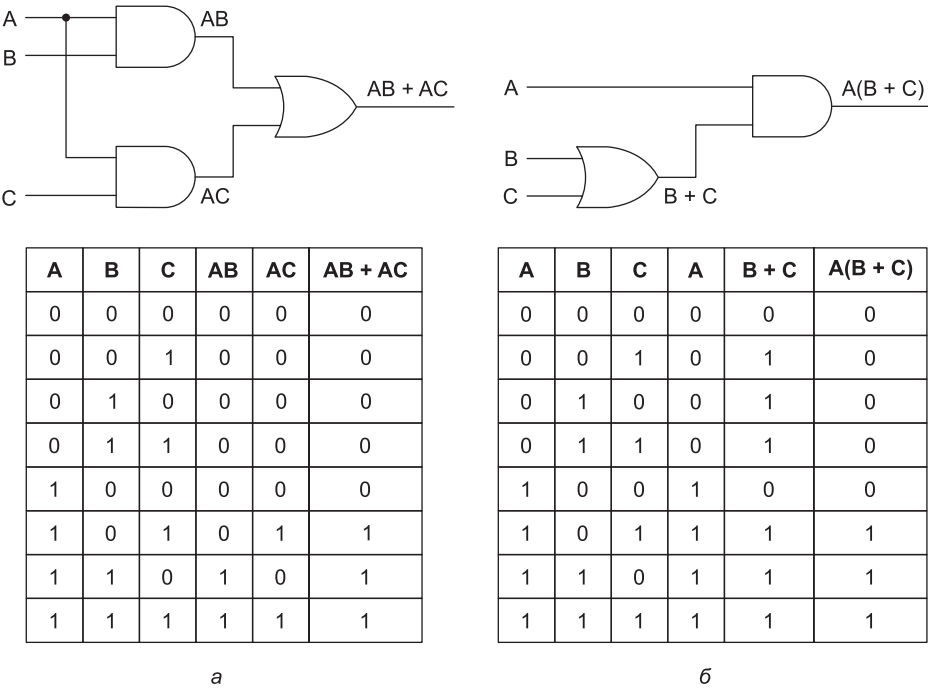 A
B
C
AB
AC
AB + AC
A
B
C
B + C
A(B + C)
A B C AB AC AB + AC
0 0 0 0 0 0
0 0 1 0 0 0
0 1 0 0 0 0
0 1 1 0 0 0
1 0 0 0 0 0
1 0 1 0 1 1
1 1 0 1 0 1
1 1 1 1 1 1
а
A B C A B + C A(B + C)
0 0 0 0 0 0
0 0 1 0 1 0
0 1 0 0 1 0
0 1 1 0 1 0
1 0 0 1 0 0
1 0 1 1 1 1
1 1 0 1 1 1
1 1 1 1 1 1
б